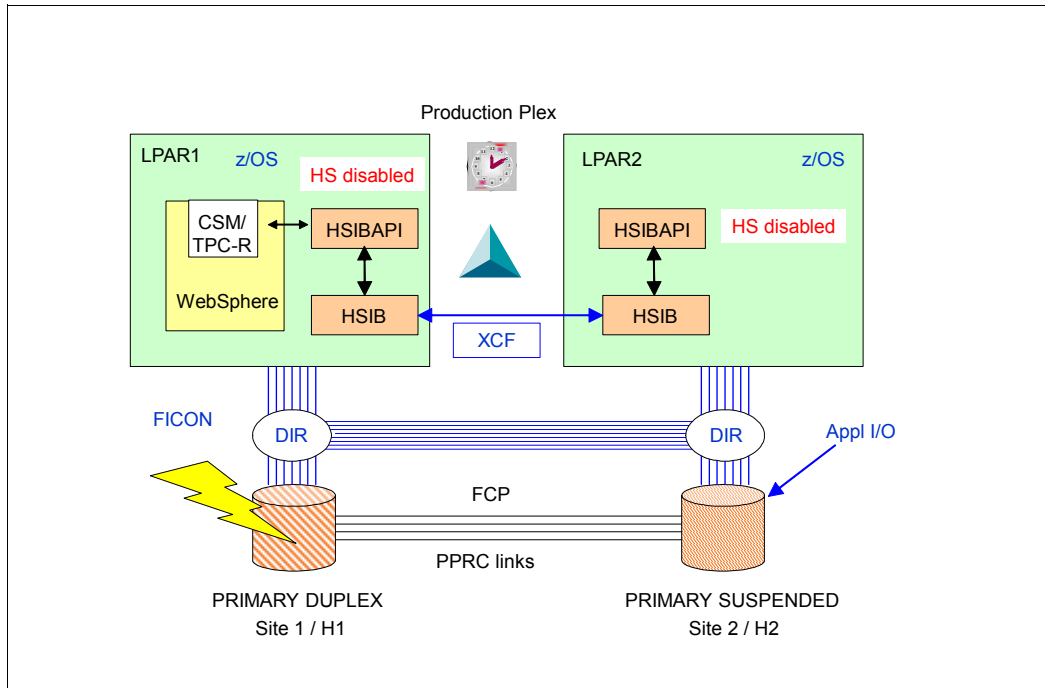 Production Plex
LPAR1
z/OS
HS disabled
CSM/
TPC-R
WebSphere
HSIBAPI
HSIB
XCF
LPAR2
z/OS
HSIBAPI
HS disabled
HSIB
FICON
DIR
DIR
Appl I/O
FCP
PPRC links
PRIMARY DUPLEX
Site 1 / H1
PRIMARY SUSPENDED
Site 2 / H2